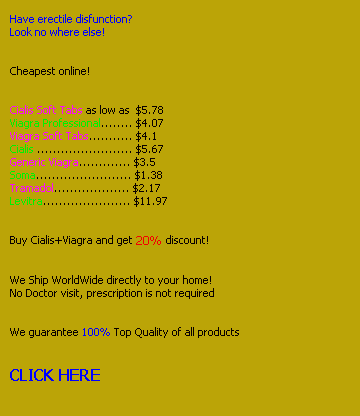 Have erectile disfunction?
Look no where else!
Cheapest online!
Cialis Soft Tabs as low as $5.78
Viagra Professional........ $4.07
Viagra Soft Tabs........... $4.1
Cialis........................ $5.67
Generic Viagra............. $3.5
Soma........................ $1.38
Tramadol................... $2.17
Levitra...................... $11.97
Buy Cialis+Viagra and get 20% discount!
We Ship WorldWide directly to your home!
No Doctor visit, prescription is not required
We guarantee 100% Top Quality of all products
CLICK HERE